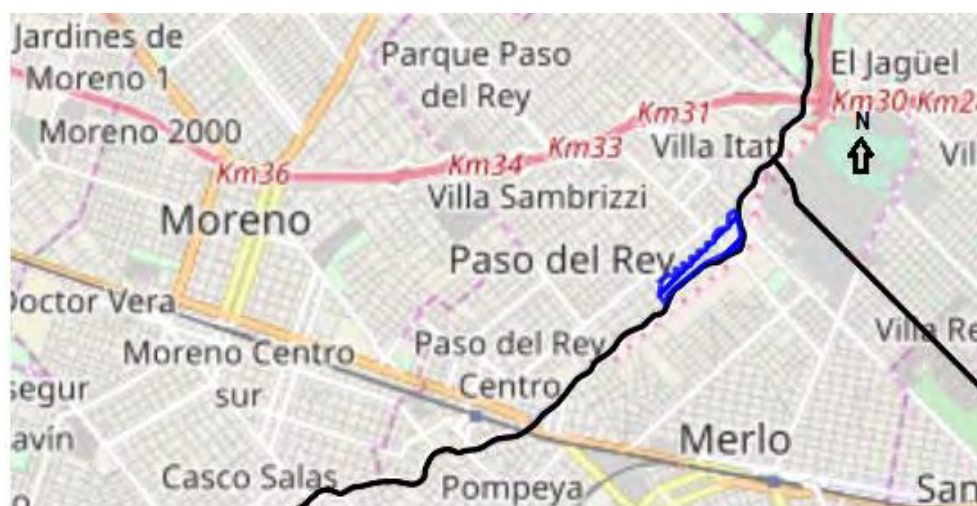 Jardines de
Moreno 1
Parque Paso
del Rey
El Jagüel
Km31
Km30
N
Moreno 2000
Km33
Villa Itat
Km36
Km34
Villa Sambrizzi
Moreno
Paso del Rey
Doctor Vera
Moreno Centro
sur
Paso del Rey
Centro
Villa Re
segur
avín
Merlo
Casco Salas
Pompeya
San